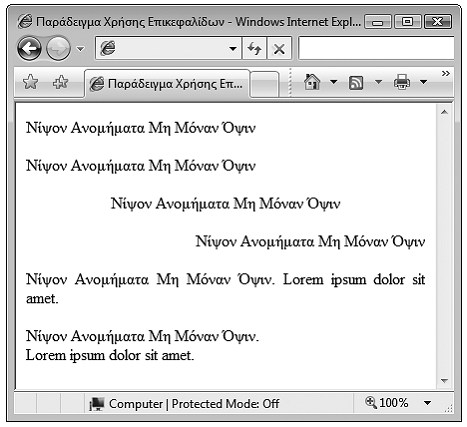 Παράδειγμα Χρήσης Επικεφαλίδων - Windows Internet Expl...
Παράδειγμα Χρήσης Επ...
Νίψον Ανομήματα Μη Μόναν Όψιν
Νίψον Ανομήματα Μη Μόναν Όψιν
Νίψον Ανομήματα Μη Μόναν Όψιν
Νίψον Ανομήματα Μη Μόναν Όψιν
Νίψον Ανομήματα Μη Μόναν Όψιν. Lorem ipsum dolor sit
amet.
Νίψον Ανομήματα Μη Μόναν Όψιν.
Lorem ipsum dolor sit amet.
Computer | Protected Mode: Off 100%